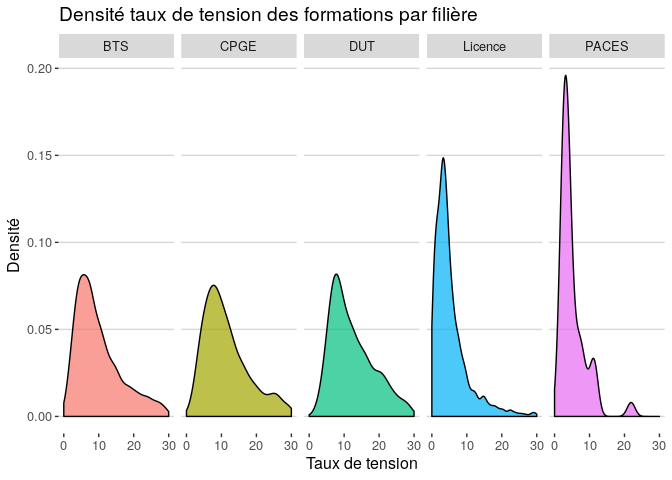 Densité taux de tension des formations par filière
BTS CPGE DUT Licence PACES
0.20
0.15
0.10
0.05
0.00
Densité
0 10 20 30 0 10 20 30 0 10 20 30 0 10 20 30 0 10 20 30
Taux de tension